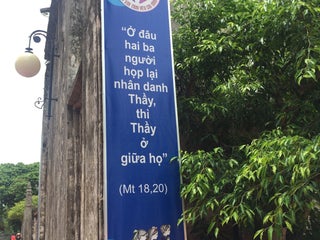 “Ở đâu
hai ba
người
họp lại
nhân danh
Thầy,
thì
Thầy
ở
giữa họ”
(Mt 18,20)